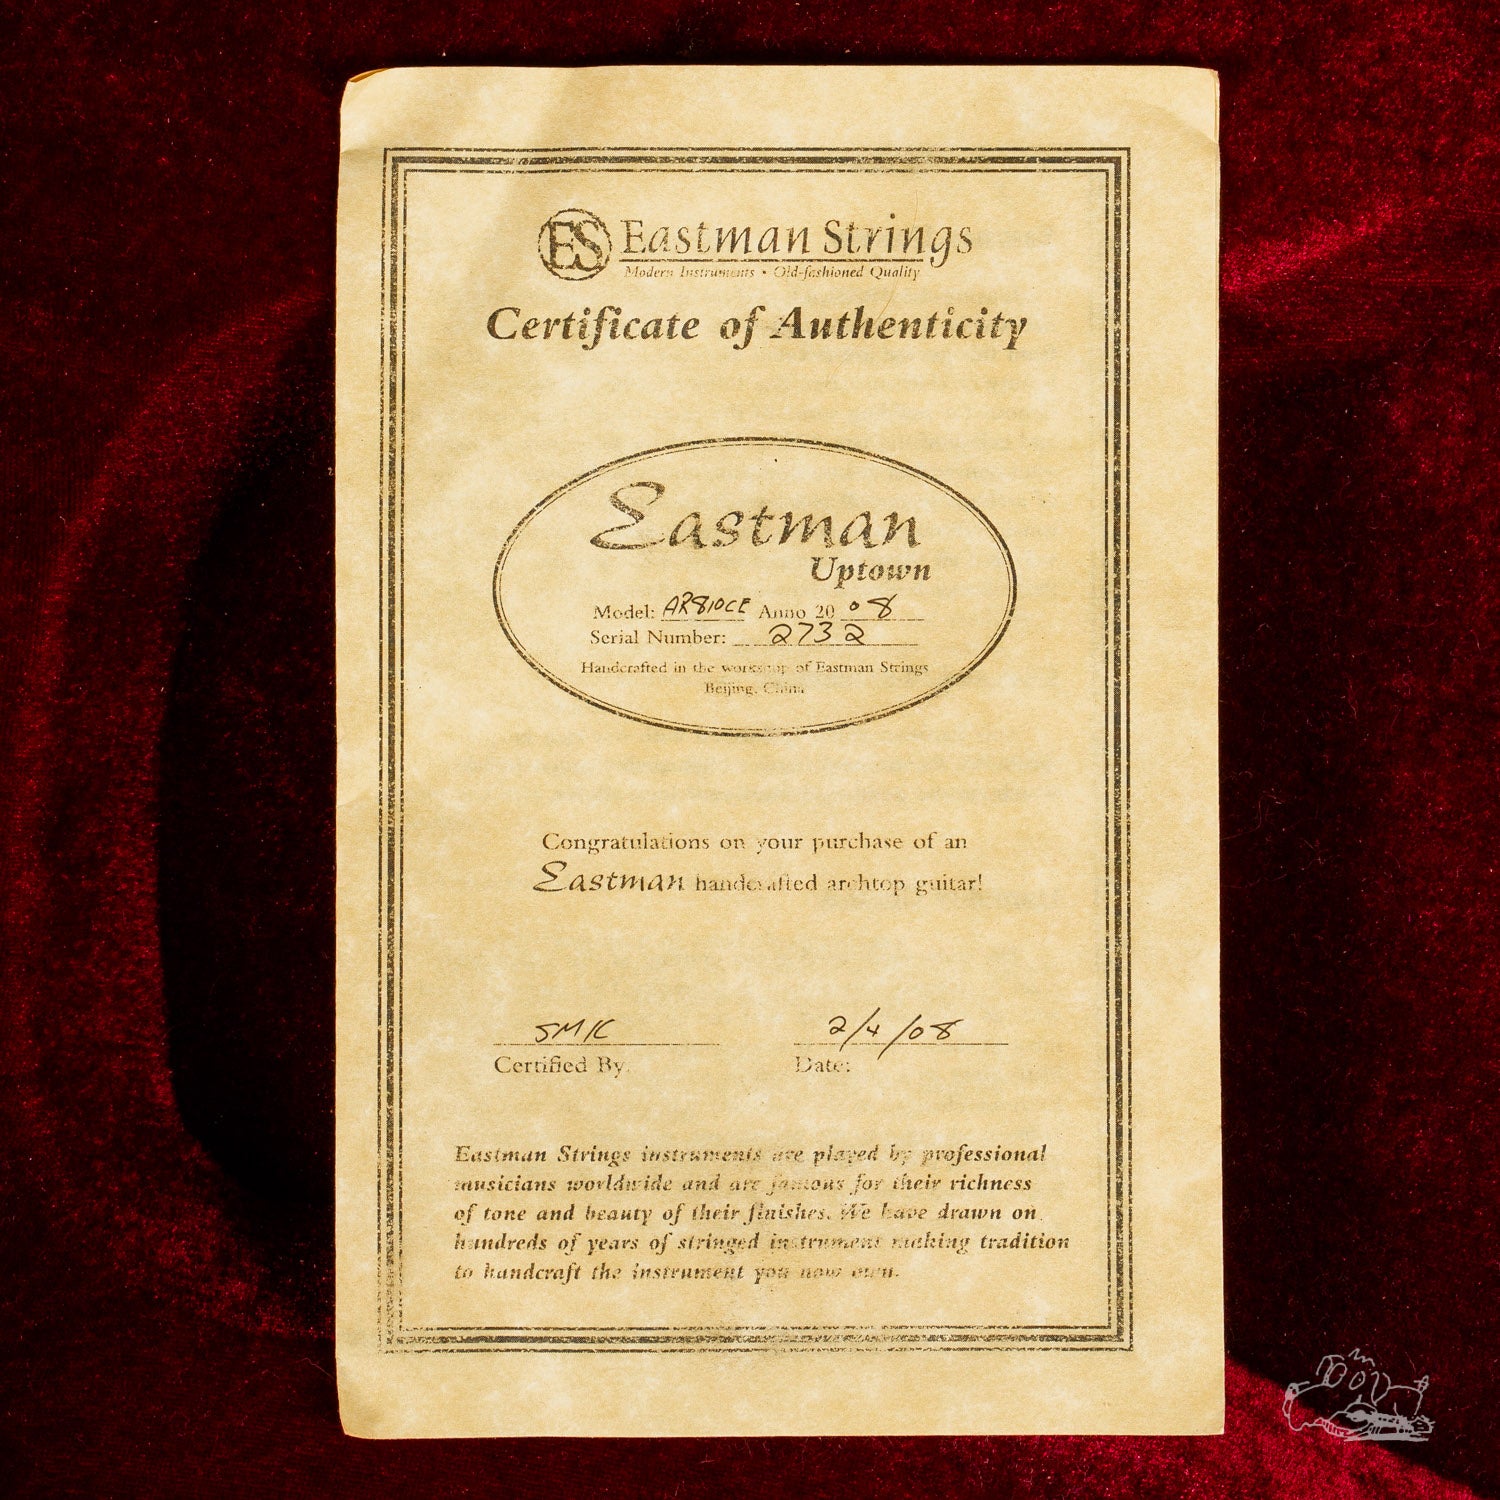 ES Eastman Strings
Modern Instruments • Old-fashioned Quality
Certificate of Authenticity
Eastman
Uptown
Model: AR810CE Anno 20 08
Serial Number: 2732
Handcrafted in the workshop of Eastman Strings
Beijing, China
Congratulations on your purchase of an
Eastman handcrafted archtop guitar!
SMK 2/4/08
Certified By: Date:
Eastman Strings instruments are played by professional
musicians worldwide and are famous for their richness
of tone and beauty of their finishes. We have drawn on
hundreds of years of stringed instrument making tradition
to handcraft the instrument you now own.